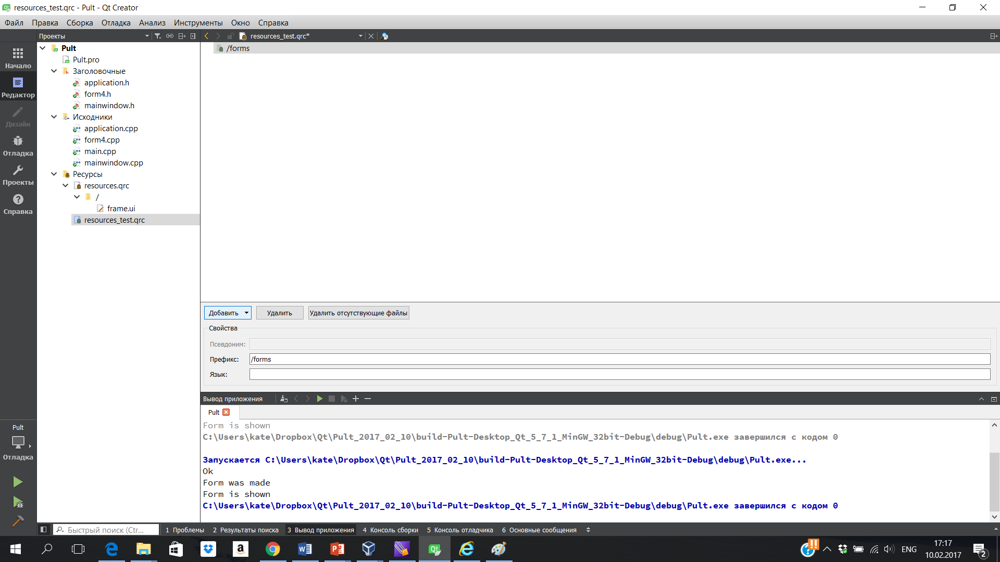 resources_test.qrc - Pult - Qt Creator
Файл Правка Сборка Отладка Анализ Инструменты Окно Справка
Проекты
resources_test.qrc*
Начало
Редактор
Дизайн
Отладка
Проекты
Справка
Pult
Pult.pro
Заголовочные
application.h
form4.h
mainwindow.h
Исходники
application.cpp
form4.cpp
main.cpp
mainwindow.cpp
Ресурсы
resources.qrc
/
frame.ui
resources_test.qrc
/forms
Добавить Удалить Удалить отсутствующие файлы
Свойства
Псевдоним:
Префикс: /forms
Язык:
Вывод приложения
Pult
Form is shown
C:\Users\kate\Dropbox\Qt\Pult_2017_02_10\build-Pult-Desktop_Qt_5_7_1_MinGW_32bit-Debug\debug\Pult.exe завершился с кодом 0
Запускается C:\Users\kate\Dropbox\Qt\Pult_2017_02_10\build-Pult-Desktop_Qt_5_7_1_MinGW_32bit-Debug\debug\Pult.exe...
Ok
Form was made
Form is shown
C:\Users\kate\Dropbox\Qt\Pult_2017_02_10\build-Pult-Desktop_Qt_5_7_1_MinGW_32bit-Debug\debug\Pult.exe завершился с кодом 0
Pult
Отладка
Быстрый поиск (Ctr...
1 Проблемы 2 Результаты поиска 3 Вывод приложения 4 Консоль сборки 5 Консоль отладчика 6 Основные сообщения
ENG
17:17
10.02.2017
2